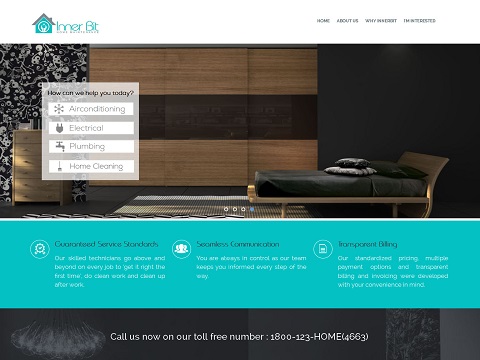 Inner Bit
HOME MAINTENANCE
HOME ABOUT US WHY INNERBIT I'M INTERESTED
How can we help you today?
Airconditioning
Electrical
Plumbing
Home Cleaning
Guaranteed Service Standards
Our skilled technicians go above and
beyond on every job to 'get it right the
first time', do clean work and clean up
after work.
Seamless Communication
You are always in control as our team
keeps you informed every step of the
way.
Transparent Billing
Our standardized pricing, multiple
payment options and transparent
billing and invoicing were developed
with your convenience in mind.
Call us now on our toll free number : 1800-123-HOME(4663)